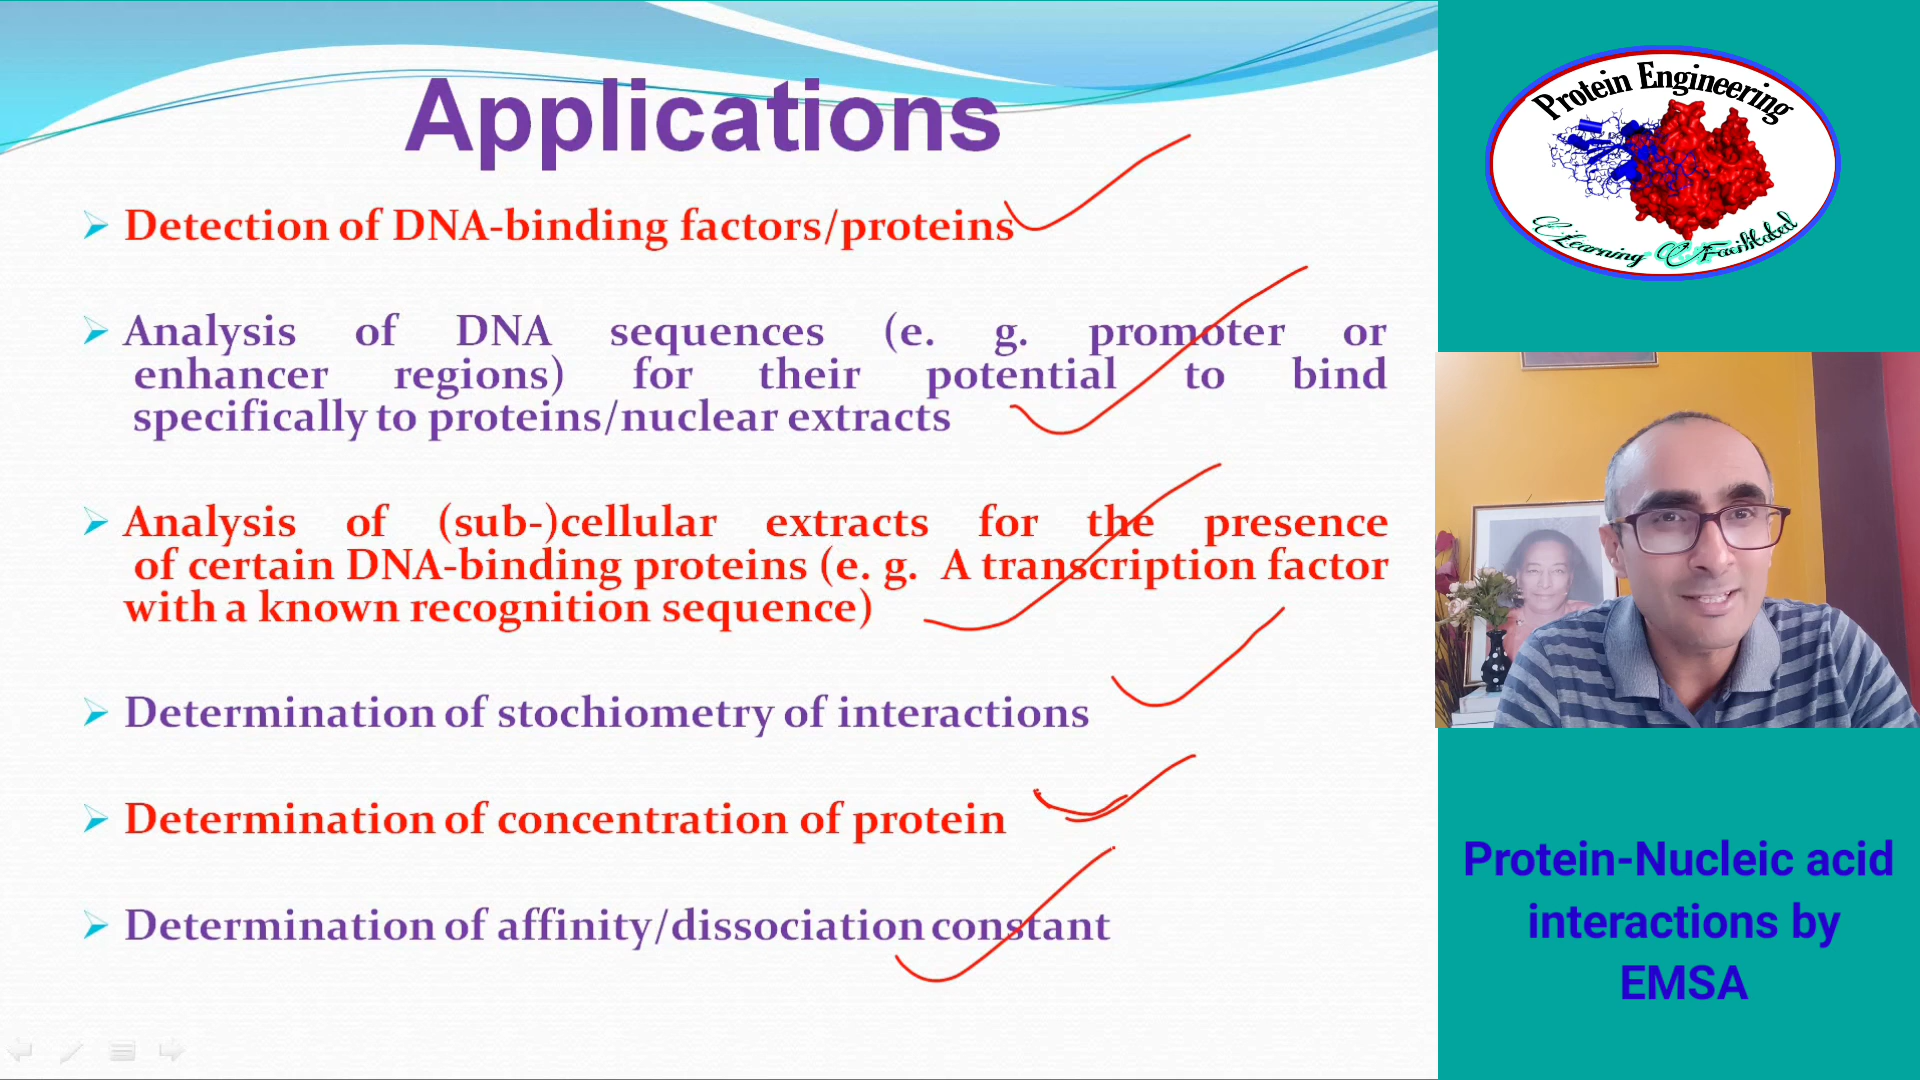 Applications
Detection of DNA-binding factors/proteins
Analysis of DNA sequences (e. g. promoter or
enhancer regions) for their potential to bind
specifically to proteins/nuclear extracts
Analysis of (sub-)cellular extracts for the presence
of certain DNA-binding proteins (e. g. A transcription factor
with a known recognition sequence)
Determination of stochiometry of interactions
Determination of concentration of protein
Determination of affinity/dissociation constant
Protein Engineering
Learning Facilitated
Protein-Nucleic acid
interactions by
EMSA